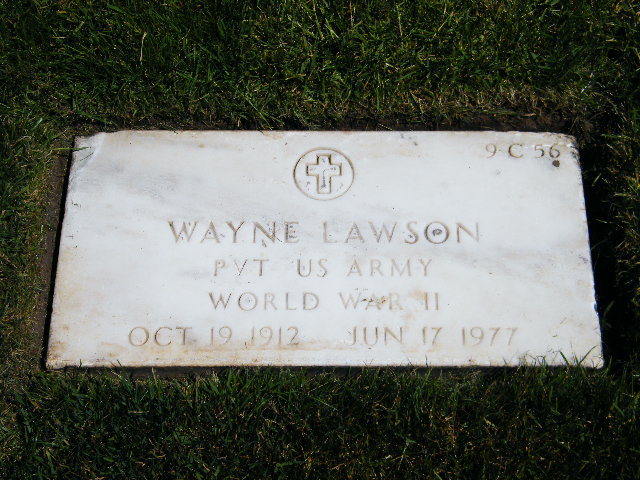 9 C 56
WAYNE LAWSON
PVT US ARMY
WORLD WAR II
OCT 19 1912 JUN 17 1977